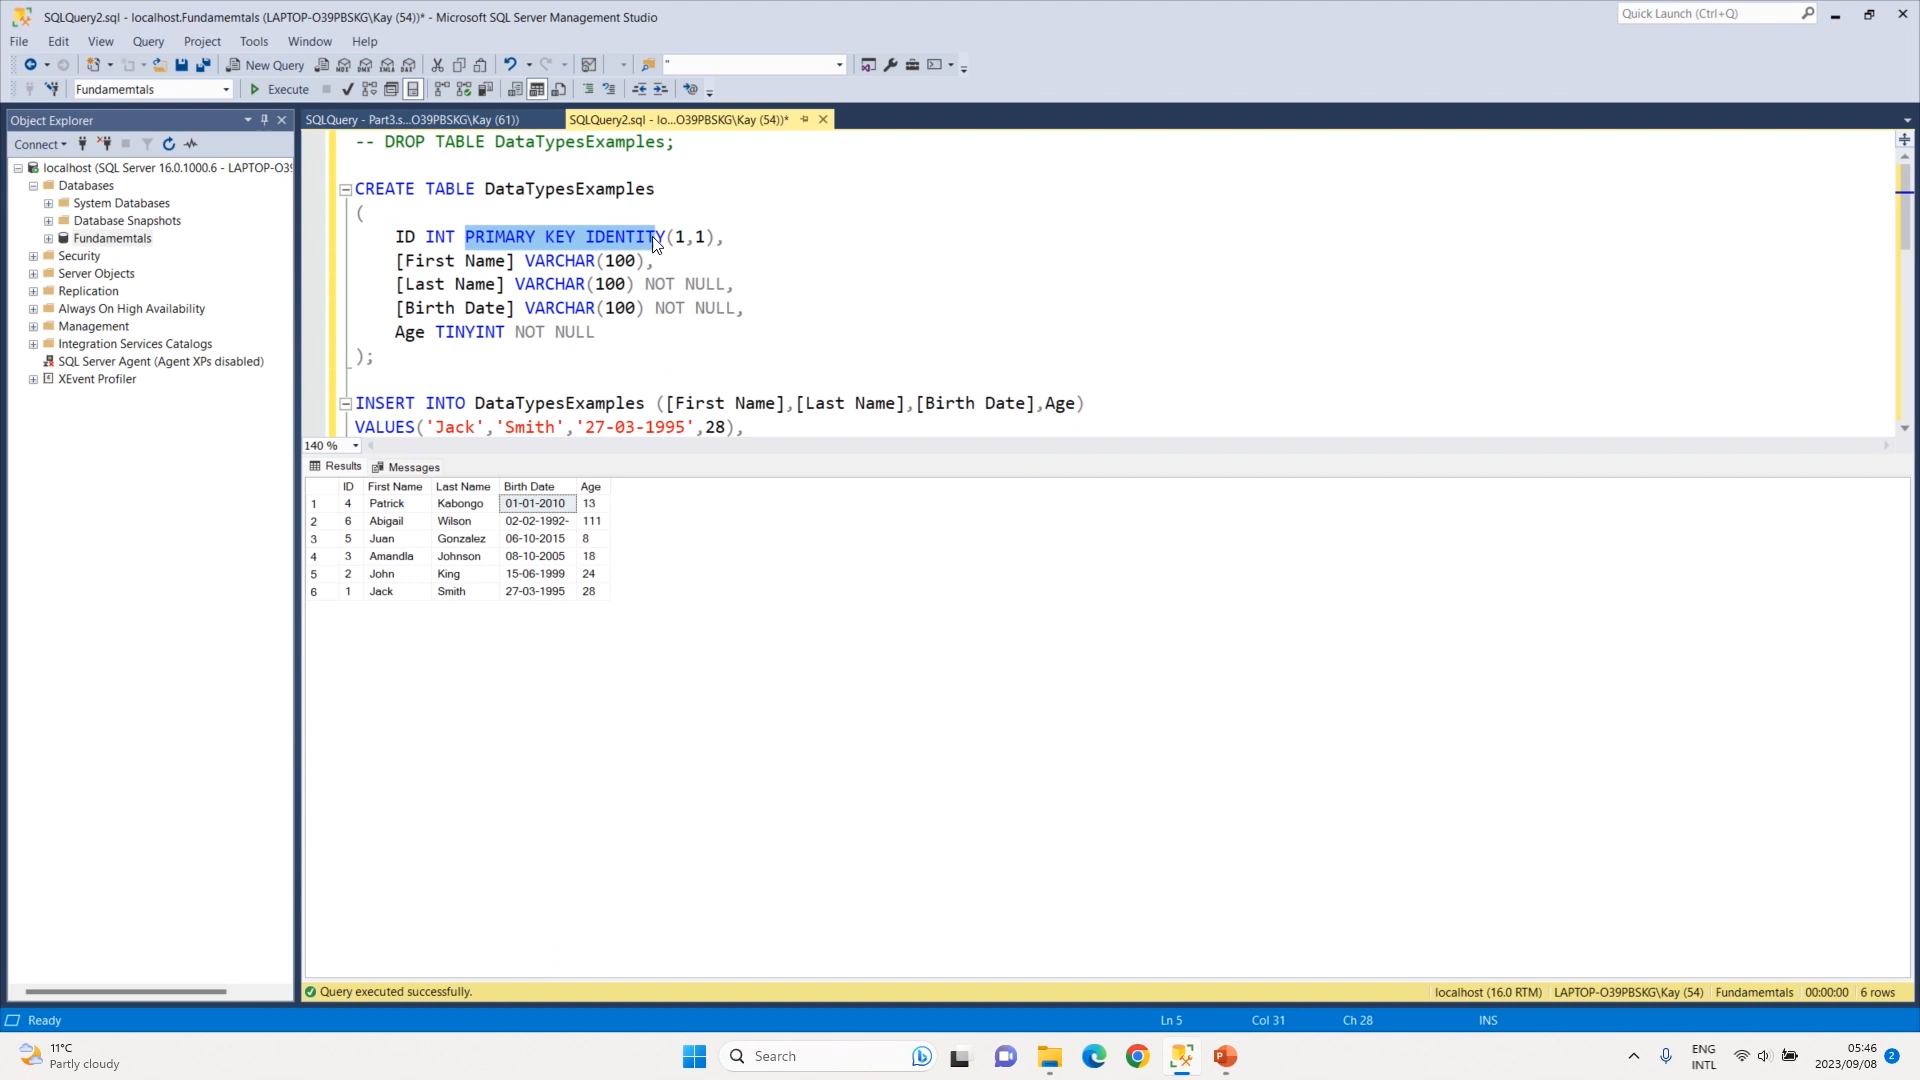 SQLQuery2.sql - localhost.Fundamemtals (LAPTOP-O39PBSKG\Kay (54))* - Microsoft SQL Server Management Studio
Quick Launch (Ctrl+Q)
File Edit View Query Project Tools Window Help
New Query
"
Fundamemtals
Execute
Object Explorer
SQLQuery - Part3.s...O39PBSKG\Kay (61))
SQLQuery2.sql - lo...O39PBSKG\Kay (54))*
Connect
localhost (SQL Server 16.0.1000.6 - LAPTOP-O39
Databases
System Databases
Database Snapshots
Fundamemtals
Security
Server Objects
Replication
Always On High Availability
Management
Integration Services Catalogs
SQL Server Agent (Agent XPs disabled)
XEvent Profiler
-- DROP TABLE DataTypesExamples;
CREATE TABLE DataTypesExamples
(
ID INT PRIMARY KEY IDENTITY(1,1),
[First Name] VARCHAR(100),
[Last Name] VARCHAR(100) NOT NULL,
[Birth Date] VARCHAR(100) NOT NULL,
Age TINYINT NOT NULL
);
INSERT INTO DataTypesExamples ([First Name],[Last Name],[Birth Date],Age)
VALUES('Jack','Smith','27-03-1995',28),
140 %
Results Messages
ID First Name Last Name Birth Date Age
1 4 Patrick Kabongo 01-01-2010 13
2 6 Abigail Wilson 02-02-1992- 111
3 5 Juan Gonzalez 06-10-2015 8
4 3 Amandla Johnson 08-10-2005 18
5 2 John King 15-06-1999 24
6 1 Jack Smith 27-03-1995 28
Query executed successfully.
localhost (16.0 RTM) LAPTOP-O39PBSKG\Kay (54) Fundamemtals 00:00:00 6 rows
Ready
Ln 5 Col 31 Ch 28 INS
11°C
Partly cloudy
Search
ENG
INTL
05:46
2023/09/08
2